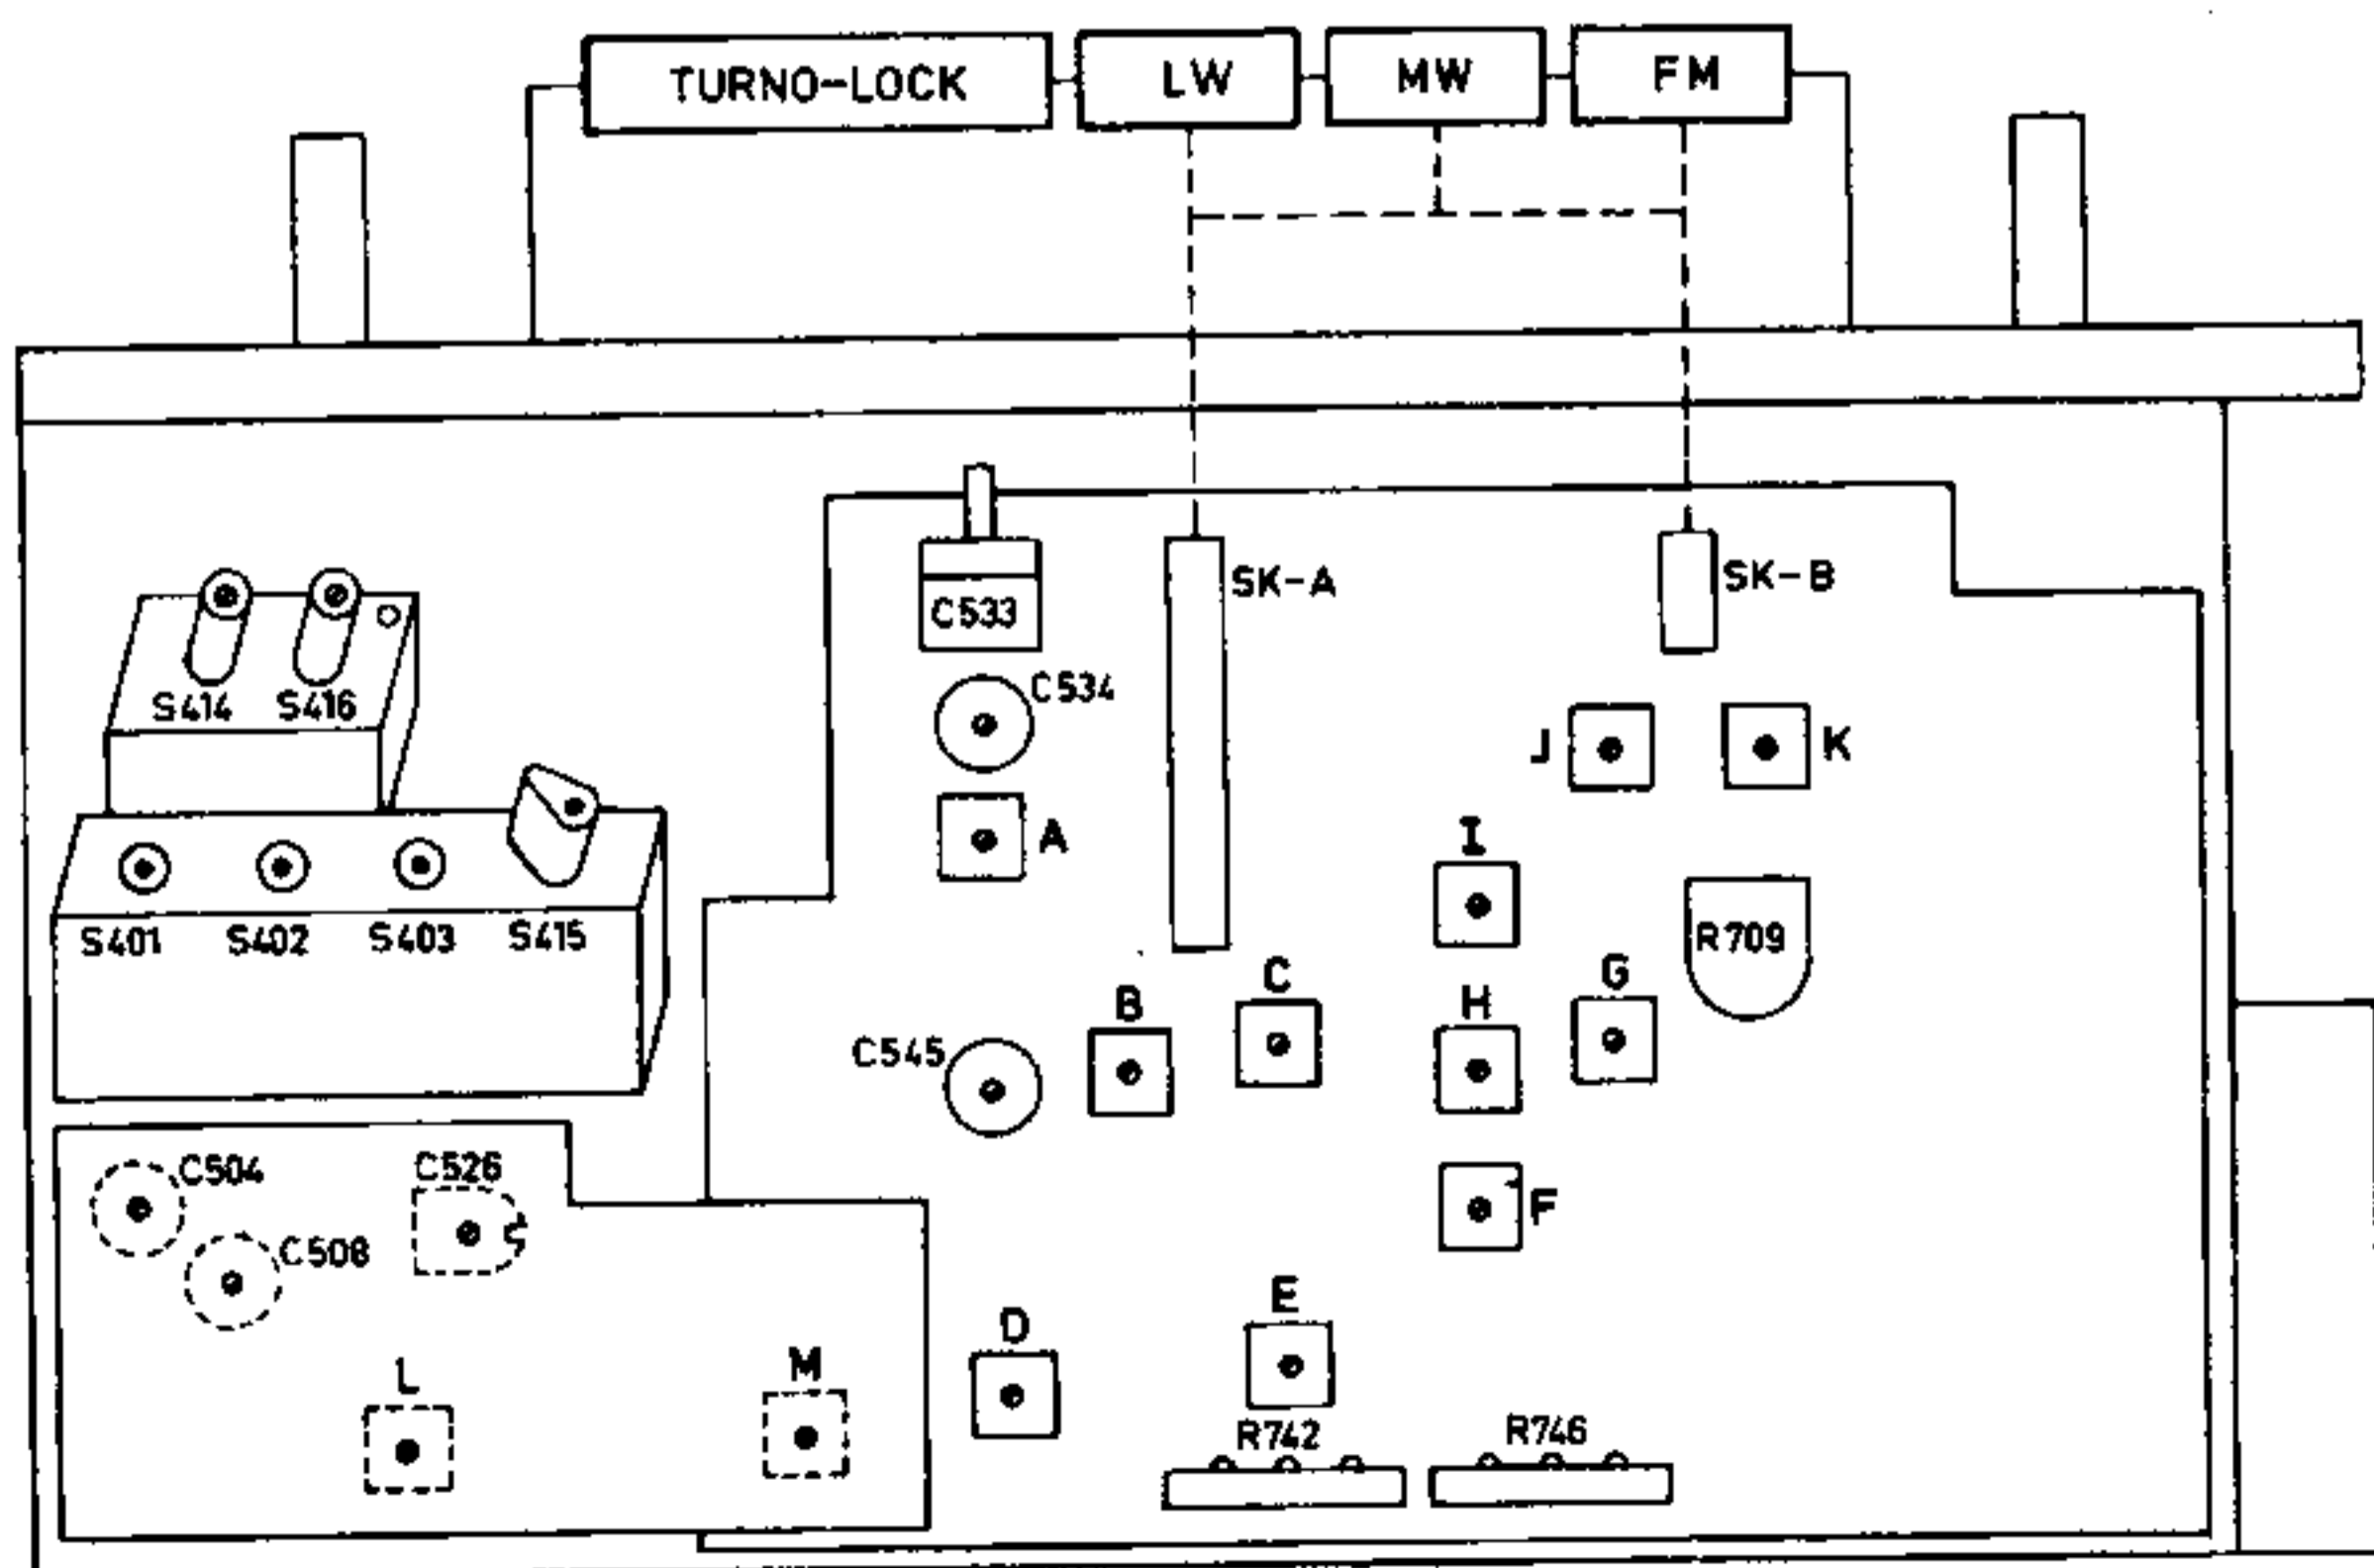 TURNO-LOCK
LW
MW
FM
SK-A
SK-B
C533
C534
S414
S416
J
K
A
I
S401
S402
S403
S415
R709
C
G
B
H
C545
C504
C526
C508
F
E
D
L
M
R742
R746